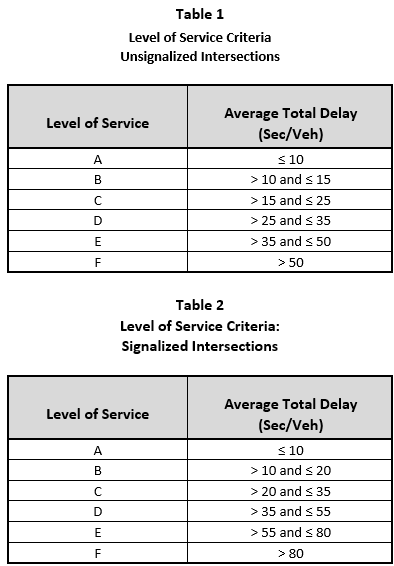 Table 1
Level of Service Criteria
Unsignalized Intersections
Level of Service
Average Total Delay
(Sec/Veh)
A
≤ 10
B
> 10 and ≤ 15
C
> 15 and ≤ 25
D
> 25 and ≤ 35
E
> 35 and ≤ 50
F
> 50
Table 2
Level of Service Criteria:
Signalized Intersections
Level of Service
Average Total Delay
(Sec/Veh)
A
≤ 10
B
> 10 and ≤ 20
C
> 20 and ≤ 35
D
> 35 and ≤ 55
E
> 55 and ≤ 80
F
> 80